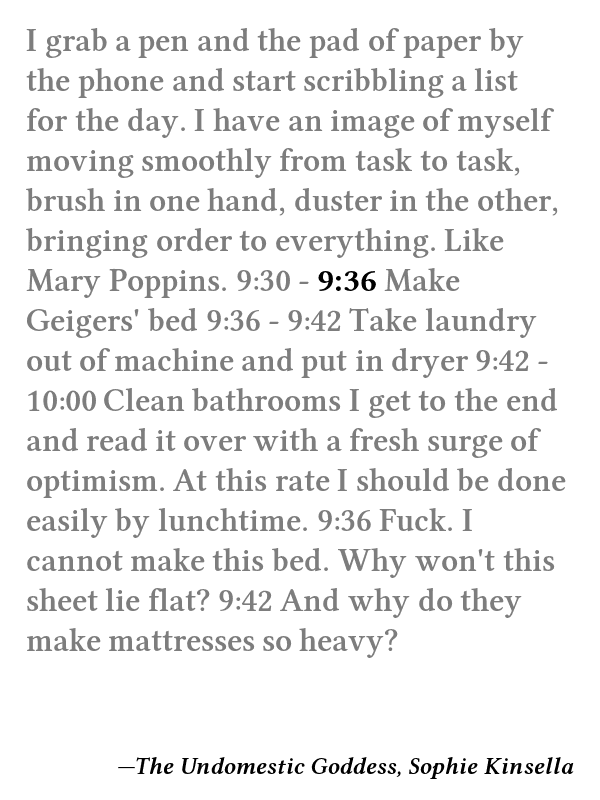 I grab a pen and the pad of paper by
the phone and start scribbling a list
for the day. I have an image of myself
moving smoothly from task to task,
brush in one hand, duster in the other,
bringing order to everything. Like
Mary Poppins. 9:30 - 9:36 Make
Geigers' bed 9:36 - 9:42 Take laundry
out of machine and put in dryer 9:42 -
10:00 Clean bathrooms I get to the end
and read it over with a fresh surge of
optimism. At this rate I should be done
easily by lunchtime. 9:36 Fuck. I
cannot make this bed. Why won't this
sheet lie flat? 9:42 And why do they
make mattresses so heavy?
—The Undomestic Goddess, Sophie Kinsella